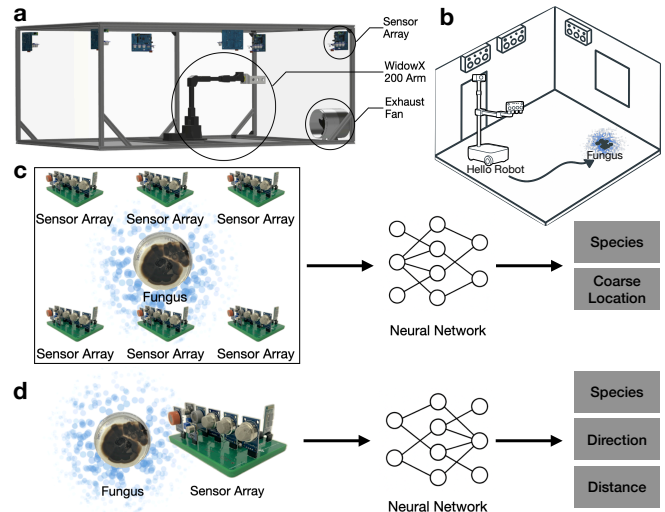 a
Sensor
Array
WidowX
200 Arm
Exhaust
Fan
b
Fungus
Hello Robot
c
Sensor Array
Sensor Array
Sensor Array
Fungus
Sensor Array
Sensor Array
Sensor Array
Neural Network
Species
Coarse
Location
d
Fungus
Sensor Array
Neural Network
Species
Direction
Distance